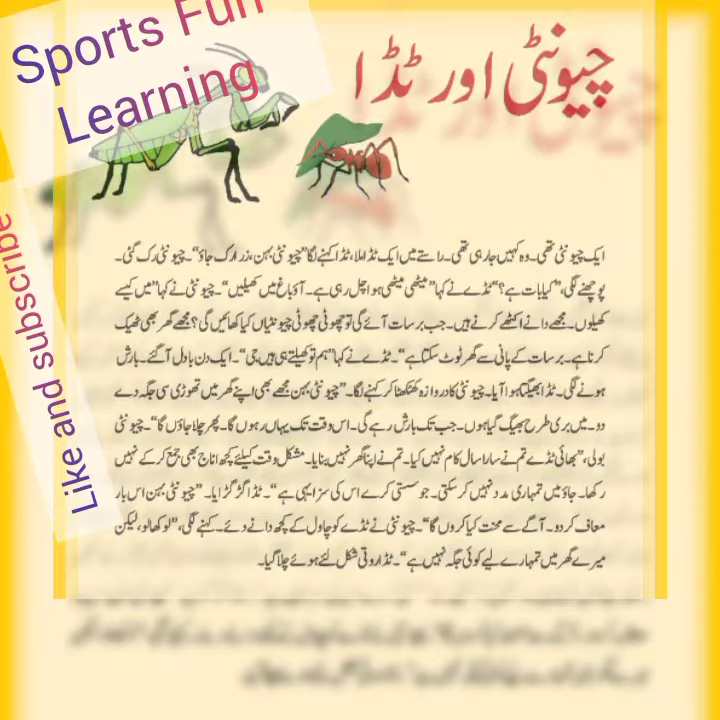 Sports Fun
Learning
Like and subscribe
چیونٹی اور ٹڈا
ایک چیونٹی تھی۔ وہ کہیں جارہی تھی۔ راستے میں ایک ٹڈا ملا، ٹڈا کہنے لگا ”چیونٹی بہن، ذرا رک جاؤ“۔ چیونٹی رک گئی۔
پوچھنے لگی، ”کیا بات ہے؟“ ٹڈے نے کہا ”میٹھی میٹھی ہوا چل رہی ہے۔ آؤ باغ میں کھیلیں“۔ چیونٹی نے کہا ”میں کیسے
کھیلوں۔ مجھے دانے اکٹھے کرنے ہیں۔ جب برسات آئے گی تو چھوٹی چھوٹی چیونٹیاں کیا کھائیں گی؟ مجھے گھر بھی ٹھیک
کرنا ہے۔ برسات کے پانی سے گھر ٹوٹ سکتا ہے“۔ ٹڈے نے کہا ”ہم تو کھیلتے ہی ہیں جی“۔ ایک دن بادل آگئے۔ بارش
ہونے لگی۔ ٹڈا بھیگتا ہوا آیا۔ چیونٹی کا دروازہ کھٹکھٹا کر کہنے لگا۔ ”چیونٹی بہن مجھے بھی اپنے گھر میں تھوڑی سی جگہ دے
دو۔ میں بری طرح بھیگ گیا ہوں۔ جب تک بارش رہے گی۔ اس وقت تک یہاں رہوں گا۔ پھر چلا جاؤں گا“۔ چیونٹی
بولی، ”بھائی ٹڈے تم نے سارا سال کام نہیں کیا۔ تم نے اپنا گھر نہیں بنایا۔ مشکل وقت کیلئے کچھ اناج بھی جمع کر کے نہیں
رکھا۔ جاؤ میں تمہاری مدد نہیں کر سکتی۔ جو سستی کرے اس کی سزا یہی ہے“۔ ٹڈا گڑگڑایا۔ ”چیونٹی بہن اس بار
معاف کردو۔ آگے سے محنت کیا کروں گا“۔ چیونٹی نے ٹڈے کو چاول کے کچھ دانے دئے۔ کہنے لگی، ”لو کھالو، لیکن
میرے گھر میں تمہارے لیے کوئی جگہ نہیں ہے“۔ ٹڈا روتی شکل لئے ہوئے چلا گیا۔